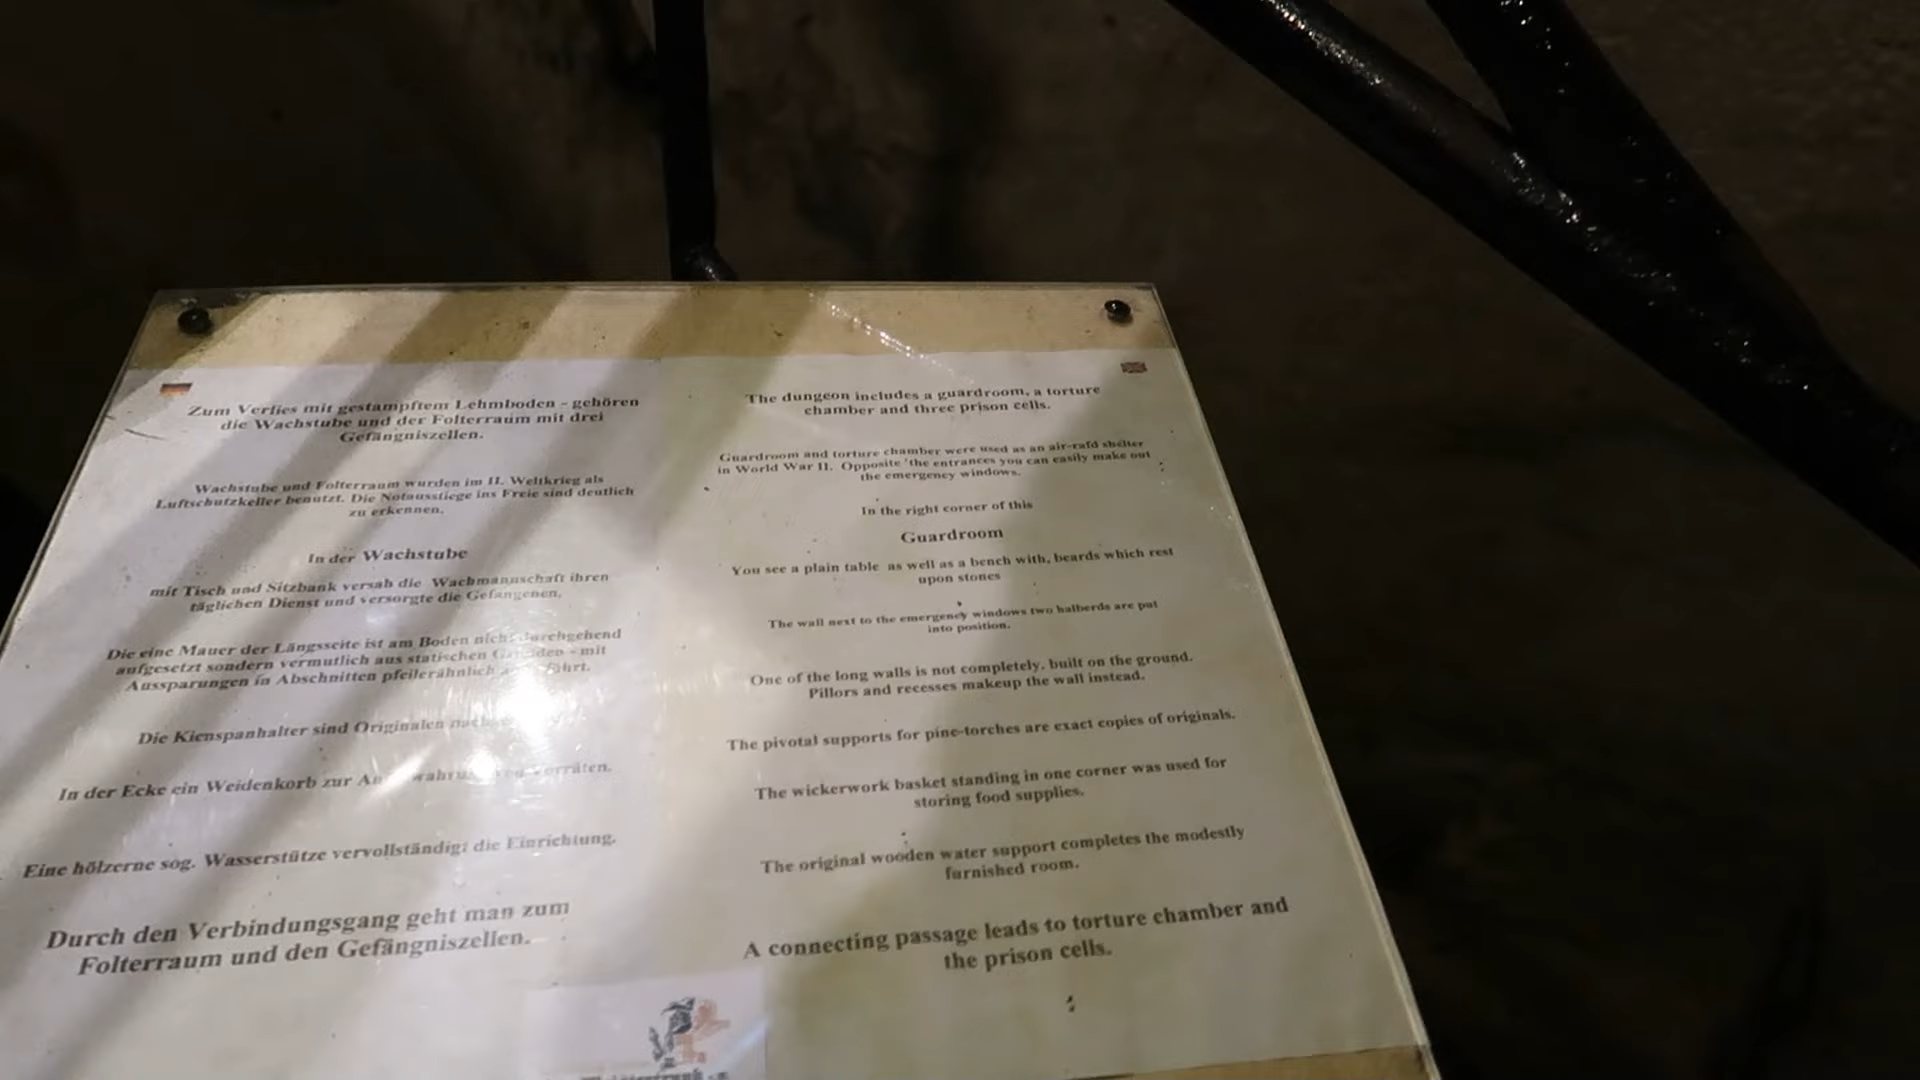 Zum Verlies mit gestampftem Lehmboden - gehören
die Wachstube und der Folterraum mit drei
Gefängniszellen.
Wachstube und Folterraum wurden im II. Weltkrieg als
Luftschutzkeller benutzt. Die Notausstiege ins Freie sind deutlich
zu erkennen.
In der Wachstube
mit Tisch und Sitzbank versah die Wachmannschaft ihren
täglichen Dienst und versorgte die Gefangenen.
Die eine Mauer der Längsseite ist am Boden nicht durchgehend
aufgesetzt sondern vermutlich aus statischen - mit
Aussparungen in Abschnitten pfeilerähnlich
Die Kienspanhalter sind Originalen
In der Ecke ein Weidenkorb zur
Eine hölzerne sog. Wasserstütze vervollständigt die Einrichtung.
Durch den Verbindungsgang geht man zum
Folterraum und den Gefängniszellen.
The dungeon includes a guardroom, a torture
chamber and three prison cells.
Guardroom and torture chamber were used as an air-rafd shelter
in World War II. Opposite 'the entrances you can easily make out
the emergency windows.
In the right corner of this
Guardroom
You see a plain table as well as a bench with, beards which rest
upon stones
The wall next to the emergency windows two halberds are put
into position.
One of the long walls is not completely. built on the ground.
Pillors and recesses makeup the wall instead.
The pivotal supports for pine-torches are exact copies of originals.
The wickerwork basket standing in one corner was used for
storing food supplies.
The original wooden water support completes the modestly
furnished room.
A connecting passage leads to torture chamber and
the prison cells.